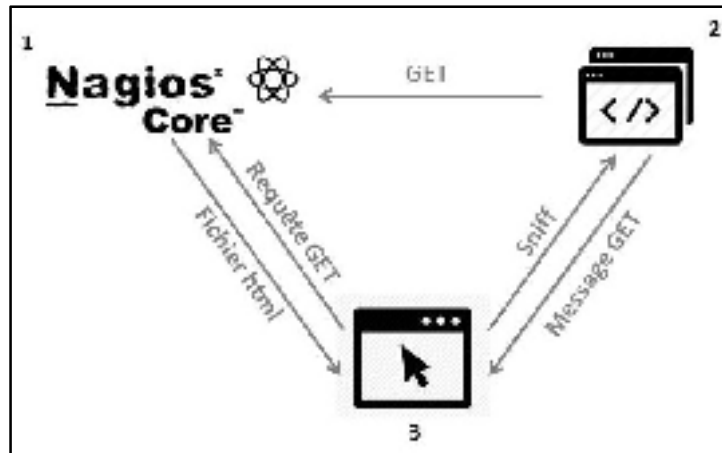 1
2
Nagios
Core
GET
</>
Requête GET
Fichier html
Sniff
Message GET
3